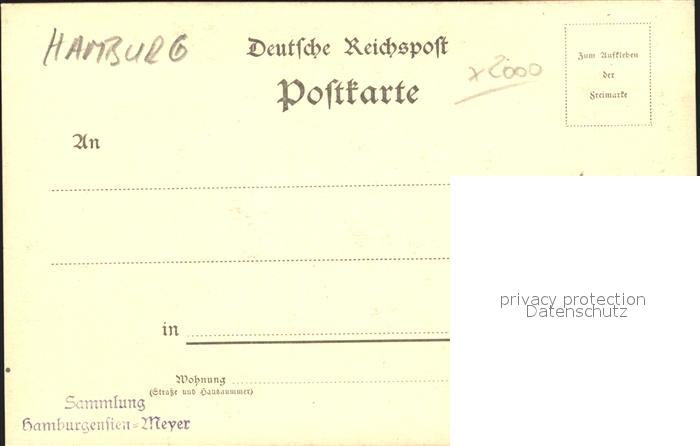 HAMBURG
Deutsche Reichspost
x2000
Postkarte
Zum Aufkleben
der
Freimarke
An
privacy protection
Datenschutz
in
Wohnung
(Straße und Hausnummer)
Sammlung
Hamburgensien=Meyer